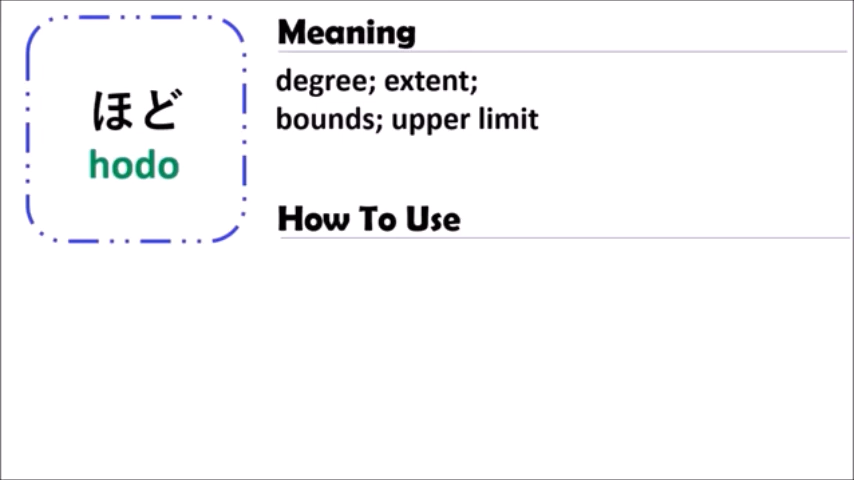 ほど
hodo
Meaning
degree; extent;
bounds; upper limit
How To Use